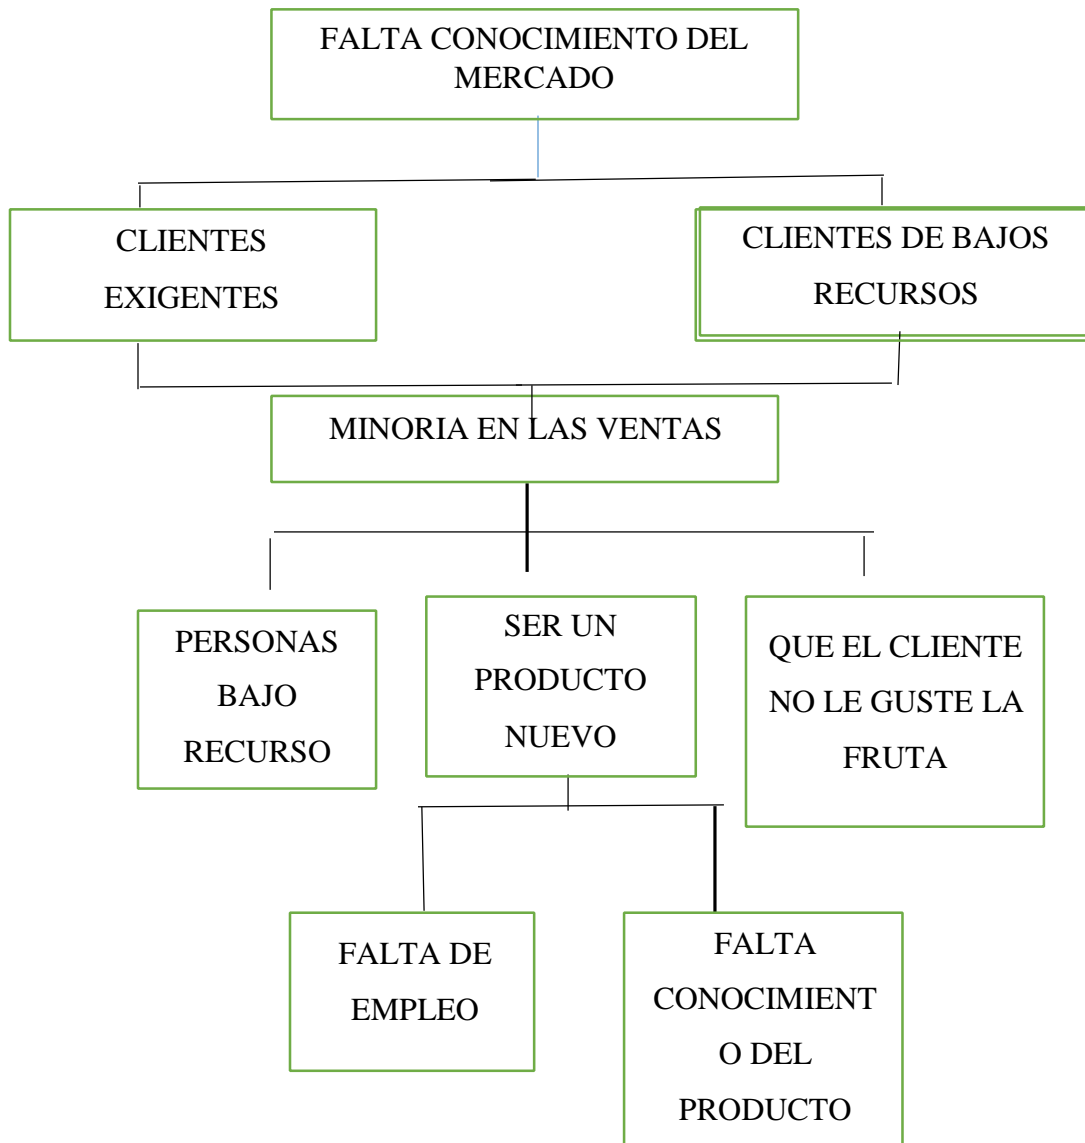 FALTA CONOCIMIENTO DEL
MERCADO
CLIENTES
EXIGENTES
CLIENTES DE BAJOS
RECURSOS
MINORIA EN LAS VENTAS
PERSONAS
BAJO
RECURSO
SER UN
PRODUCTO
NUEVO
QUE EL CLIENTE
NO LE GUSTE LA
FRUTA
FALTA DE
EMPLEO
FALTA
CONOCIMIENT
O DEL
PRODUCTO